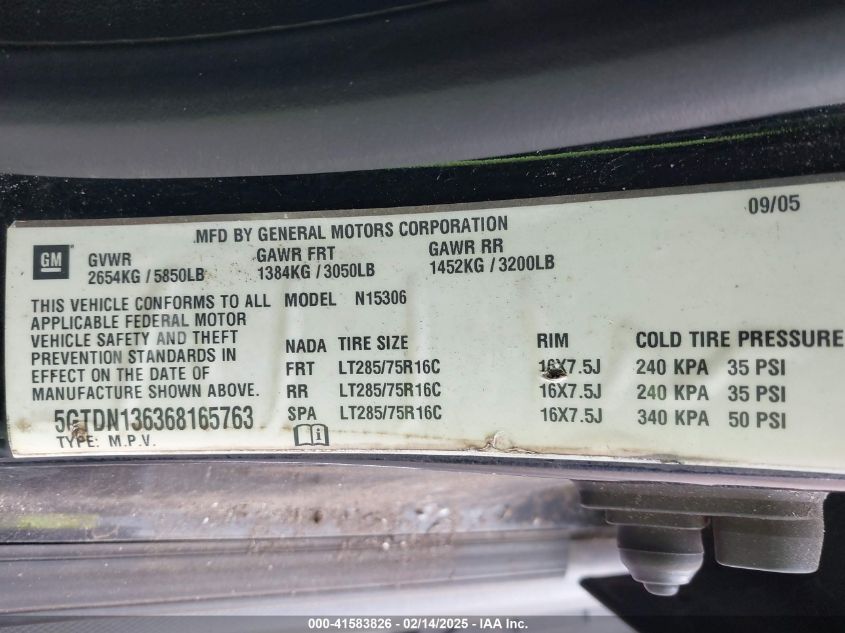 09/05
MFD BY GENERAL MOTORS CORPORATION
GM GVWR GAWR FRT GAWR RR
2654KG / 5850LB 1384KG / 3050LB 1452KG / 3200LB
THIS VEHICLE CONFORMS TO ALL
APPLICABLE FEDERAL MOTOR
VEHICLE SAFETY AND THEFT
PREVENTION STANDARDS IN
EFFECT ON THE DATE OF
MANUFACTURE SHOWN ABOVE.
5GTDN136368165763
TYPE: M.P.V.
MODEL N15306
NADA TIRE SIZE RIM COLD TIRE PRESSURE
FRT LT285/75R16C 16X7.5J 240 KPA 35 PSI
RR LT285/75R16C 16X7.5J 240 KPA 35 PSI
SPA LT285/75R16C 16X7.5J 340 KPA 50 PSI
i
000-41583826 - 02/14/2025 - IAA Inc.